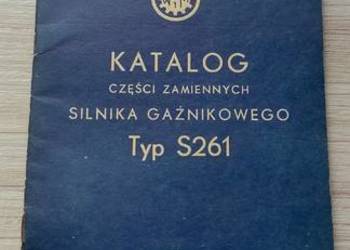 KATALOG
CZĘŚCI ZAMIENNYCH
SILNIKA GAŹNIKOWEGO
Typ S261